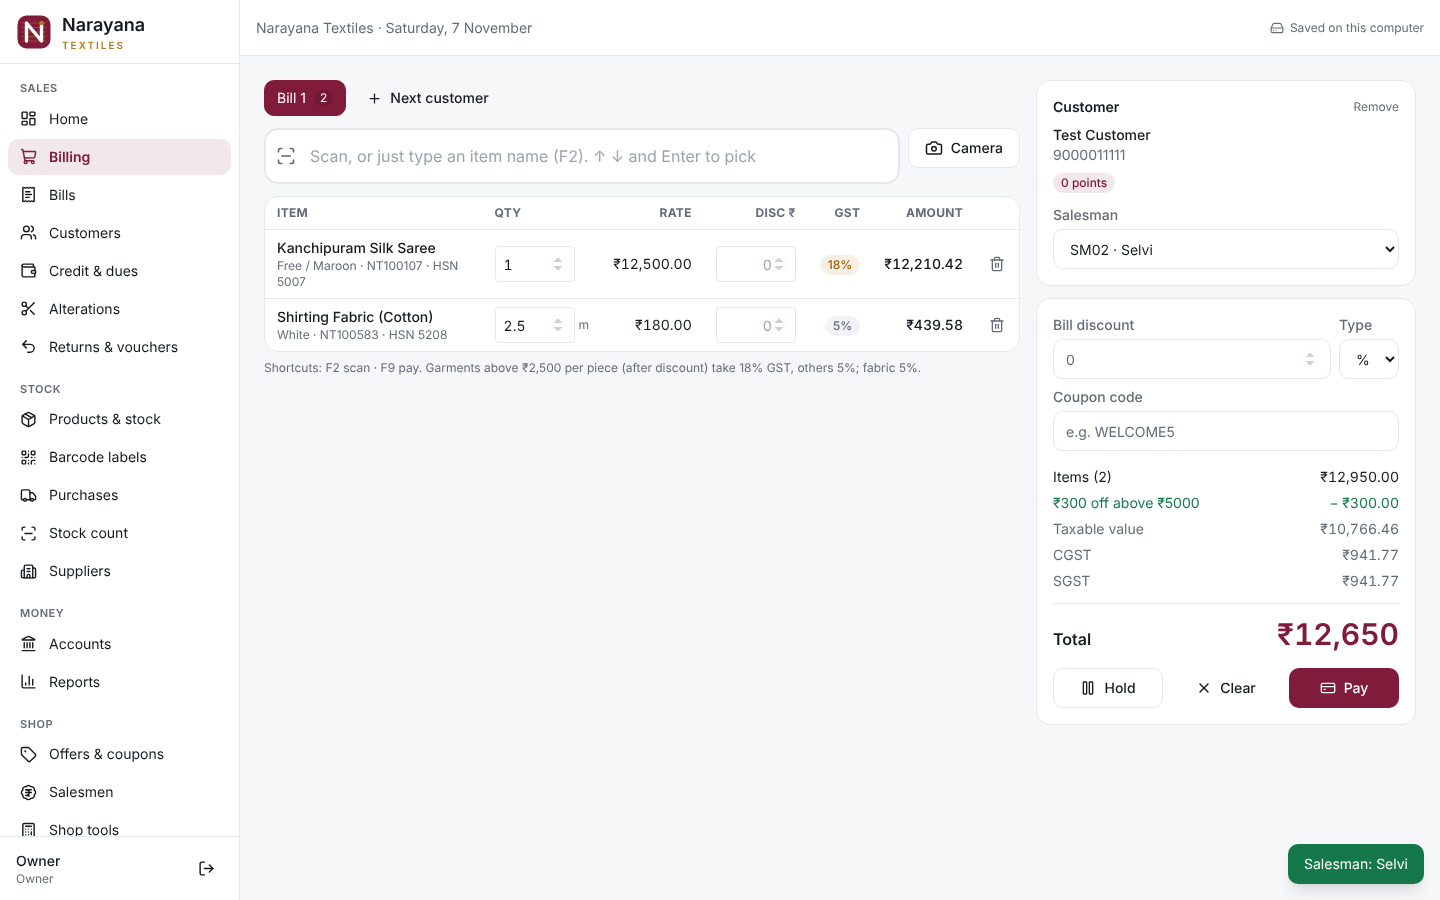 Narayana
TEXTILES
SALES
Home
Billing
Bills
Customers
Credit & dues
Alterations
Returns & vouchers
STOCK
Products & stock
Barcode labels
Purchases
Stock count
Suppliers
MONEY
Accounts
Reports
SHOP
Offers & coupons
Salesmen
Shop tools
Owner
Owner
Narayana Textiles · Saturday, 7 November
Saved on this computer
Bill 1 2
+ Next customer
Scan, or just type an item name (F2). ↑ ↓ and Enter to pick
Camera
ITEM QTY RATE DISC ₹ GST AMOUNT
Kanchipuram Silk Saree
Free / Maroon · NT100107 · HSN
5007
1 ₹12,500.00 0 18% ₹12,210.42
Shirting Fabric (Cotton)
White · NT100583 · HSN 5208
2.5 m ₹180.00 0 5% ₹439.58
Shortcuts: F2 scan · F9 pay. Garments above ₹2,500 per piece (after discount) take 18% GST, others 5%; fabric 5%.
Customer Remove
Test Customer
9000011111
0 points
Salesman
SM02 · Selvi
Bill discount Type
0 %
Coupon code
e.g. WELCOME5
Items (2) ₹12,950.00
₹300 off above ₹5000 − ₹300.00
Taxable value ₹10,766.46
CGST ₹941.77
SGST ₹941.77
Total ₹12,650
Hold Clear Pay
Salesman: Selvi